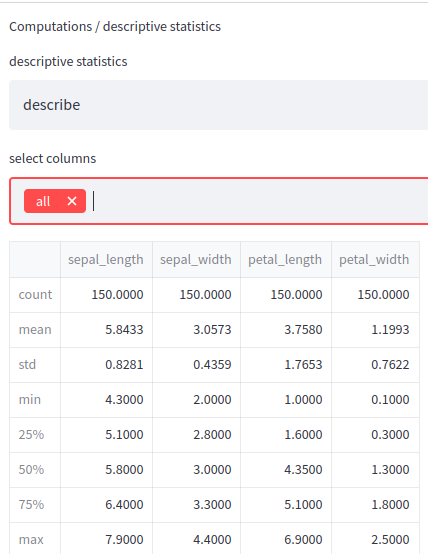 Computations / descriptive statistics
descriptive statistics
describe
select columns
all ×
sepal_length sepal_width petal_length petal_width
count 150.0000 150.0000 150.0000 150.0000
mean 5.8433 3.0573 3.7580 1.1993
std 0.8281 0.4359 1.7653 0.7622
min 4.3000 2.0000 1.0000 0.1000
25% 5.1000 2.8000 1.6000 0.3000
50% 5.8000 3.0000 4.3500 1.3000
75% 6.4000 3.3000 5.1000 1.8000
max 7.9000 4.4000 6.9000 2.5000